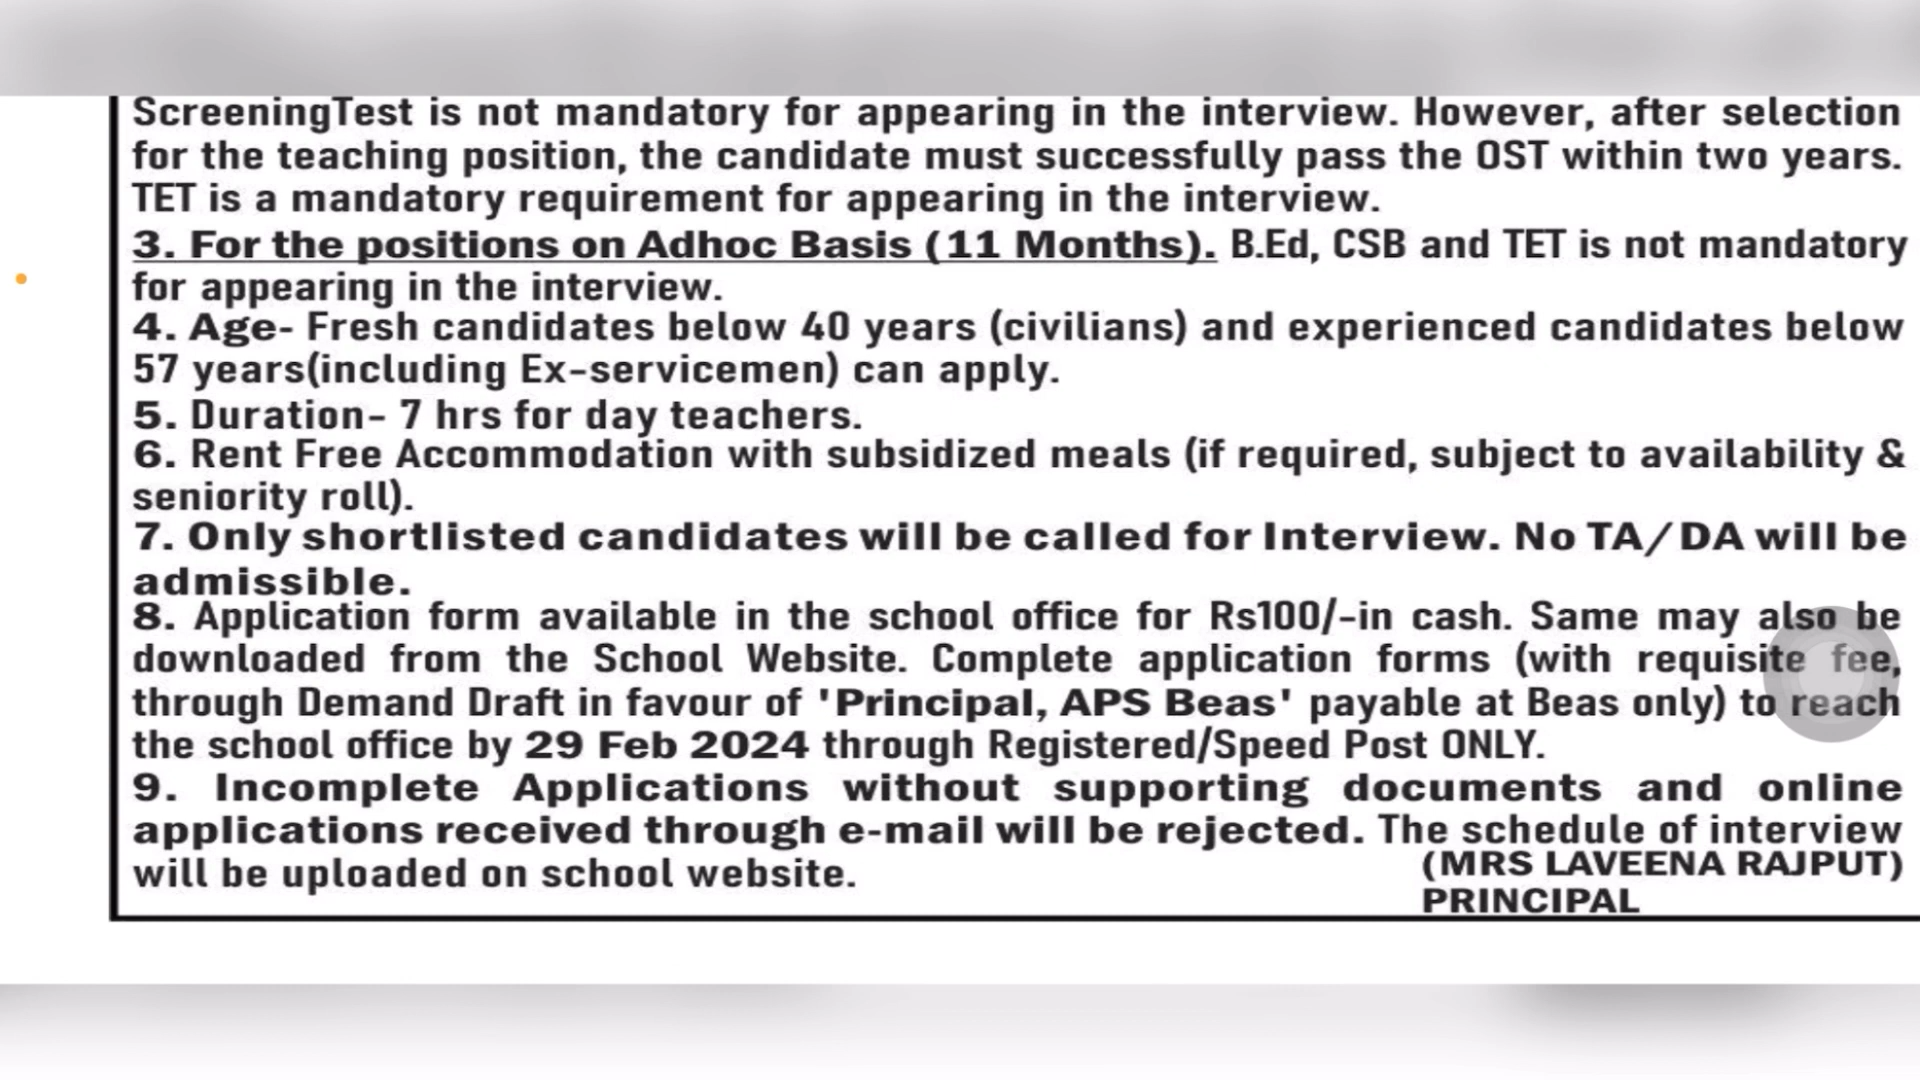 ScreeningTest is not mandatory for appearing in the interview. However, after selection
for the teaching position, the candidate must successfully pass the OST within two years.
TET is a mandatory requirement for appearing in the interview.
3. For the positions on Adhoc Basis (11 Months). B.Ed, CSB and TET is not mandatory
for appearing in the interview.
4. Age- Fresh candidates below 40 years (civilians) and experienced candidates below
57 years(including Ex-servicemen) can apply.
5. Duration- 7 hrs for day teachers.
6. Rent Free Accommodation with subsidized meals (if required, subject to availability &
seniority roll).
7. Only shortlisted candidates will be called for Interview. No TA/DA will be
admissible.
8. Application form available in the school office for Rs100/-in cash. Same may also be
downloaded from the School Website. Complete application forms (with requisite fee,
through Demand Draft in favour of 'Principal, APS Beas' payable at Beas only) to reach
the school office by 29 Feb 2024 through Registered/Speed Post ONLY.
9. Incomplete Applications without supporting documents and online
applications received through e-mail will be rejected. The schedule of interview
will be uploaded on school website.
(MRS LAVEENA RAJPUT)
PRINCIPAL